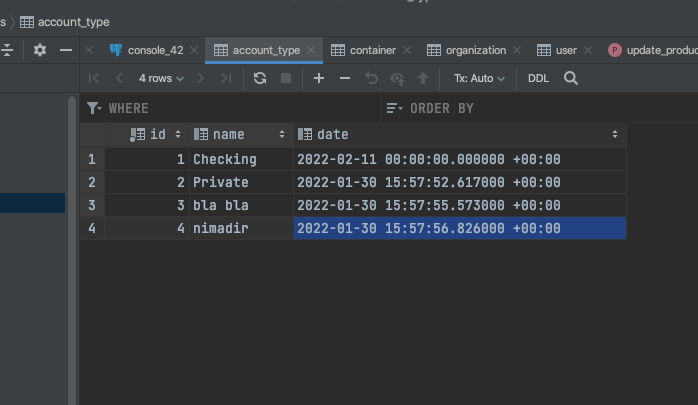 s account_type
console_42 account_type container organization user update_produ
4 rows Tx: Auto DDL
WHERE ORDER BY
id name date
1 1 Checking 2022-02-11 00:00:00.000000 +00:00
2 2 Private 2022-01-30 15:57:52.617000 +00:00
3 3 bla bla 2022-01-30 15:57:55.573000 +00:00
4 4 nimadir 2022-01-30 15:57:56.826000 +00:00